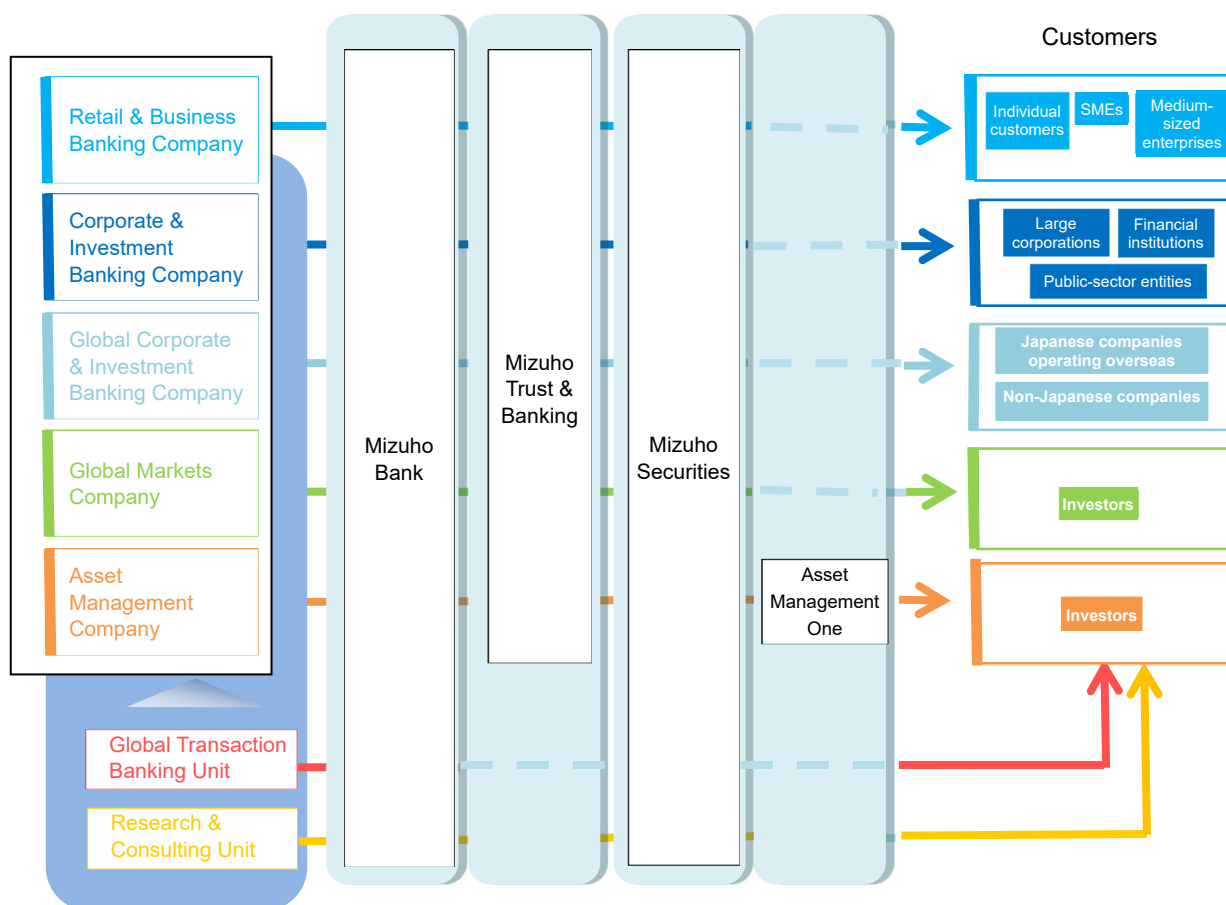 Customers
Retail & Business
Banking Company
Individual
customers
SMEs
Medium-
sized
enterprises
Corporate &
Investment
Banking Company
Large
corporations
Financial
institutions
Public-sector entities
Global Corporate
& Investment
Banking Company
Japanese companies
operating overseas
Non-Japanese companies
Mizuho
Bank
Mizuho
Trust &
Banking
Mizuho
Securities
Global Markets
Company
Investors
Asset
Management
Company
Asset
Management
One
Investors
Global Transaction
Banking Unit
Research &
Consulting Unit